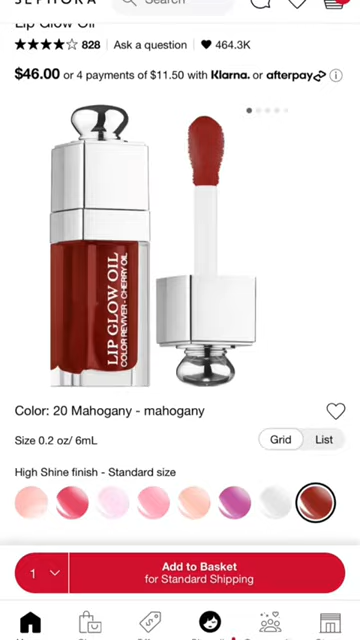 SEPHORA
Search
Lip Glow Oil
828 Ask a question 464.3K
$46.00 or 4 payments of $11.50 with Klarna. or afterpay
LIP GLOW OIL
COLOR REVIVER - CHERRY OIL
Color: 20 Mahogany - mahogany
Size 0.2 oz/ 6mL
Grid List
High Shine finish - Standard size
1
Add to Basket
for Standard Shipping